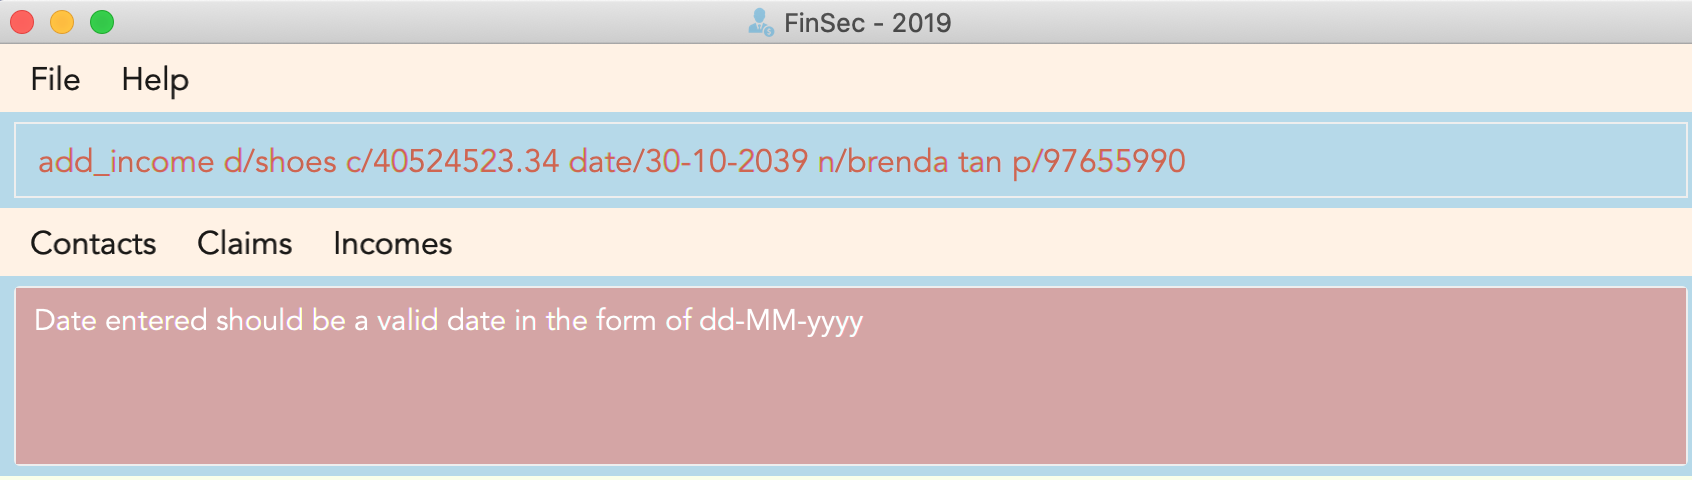 FinSec - 2019
File Help
add_income d/shoes c/40524523.34 date/30-10-2039 n/brenda tan p/97655990
Contacts Claims Incomes
Date entered should be a valid date in the form of dd-MM-yyyy